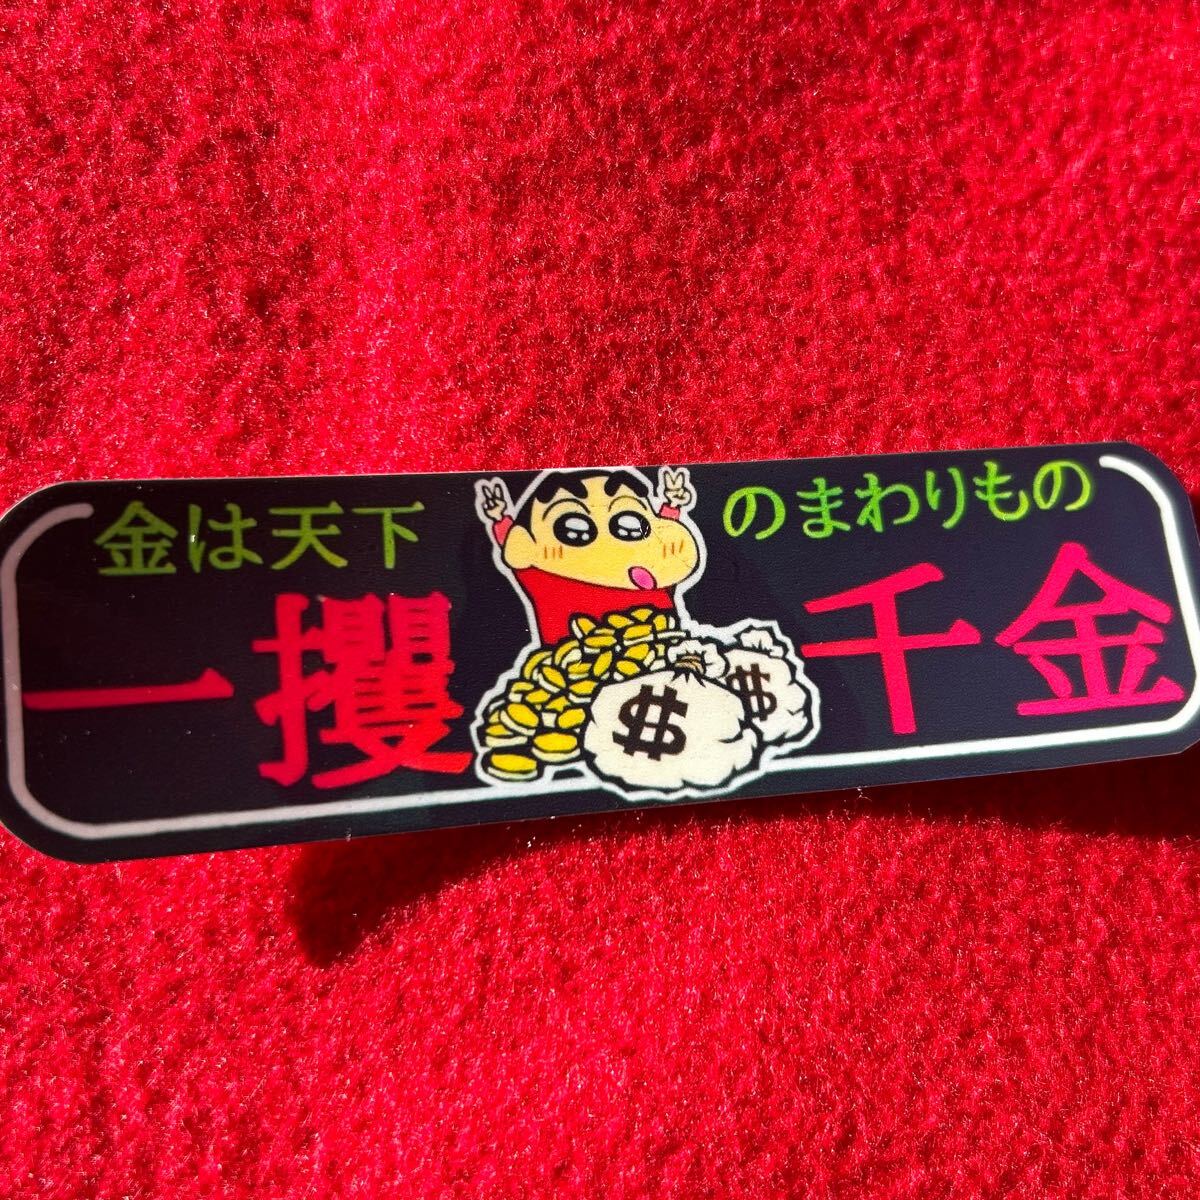 金は天下のまわりもの
一攫千金
$ $